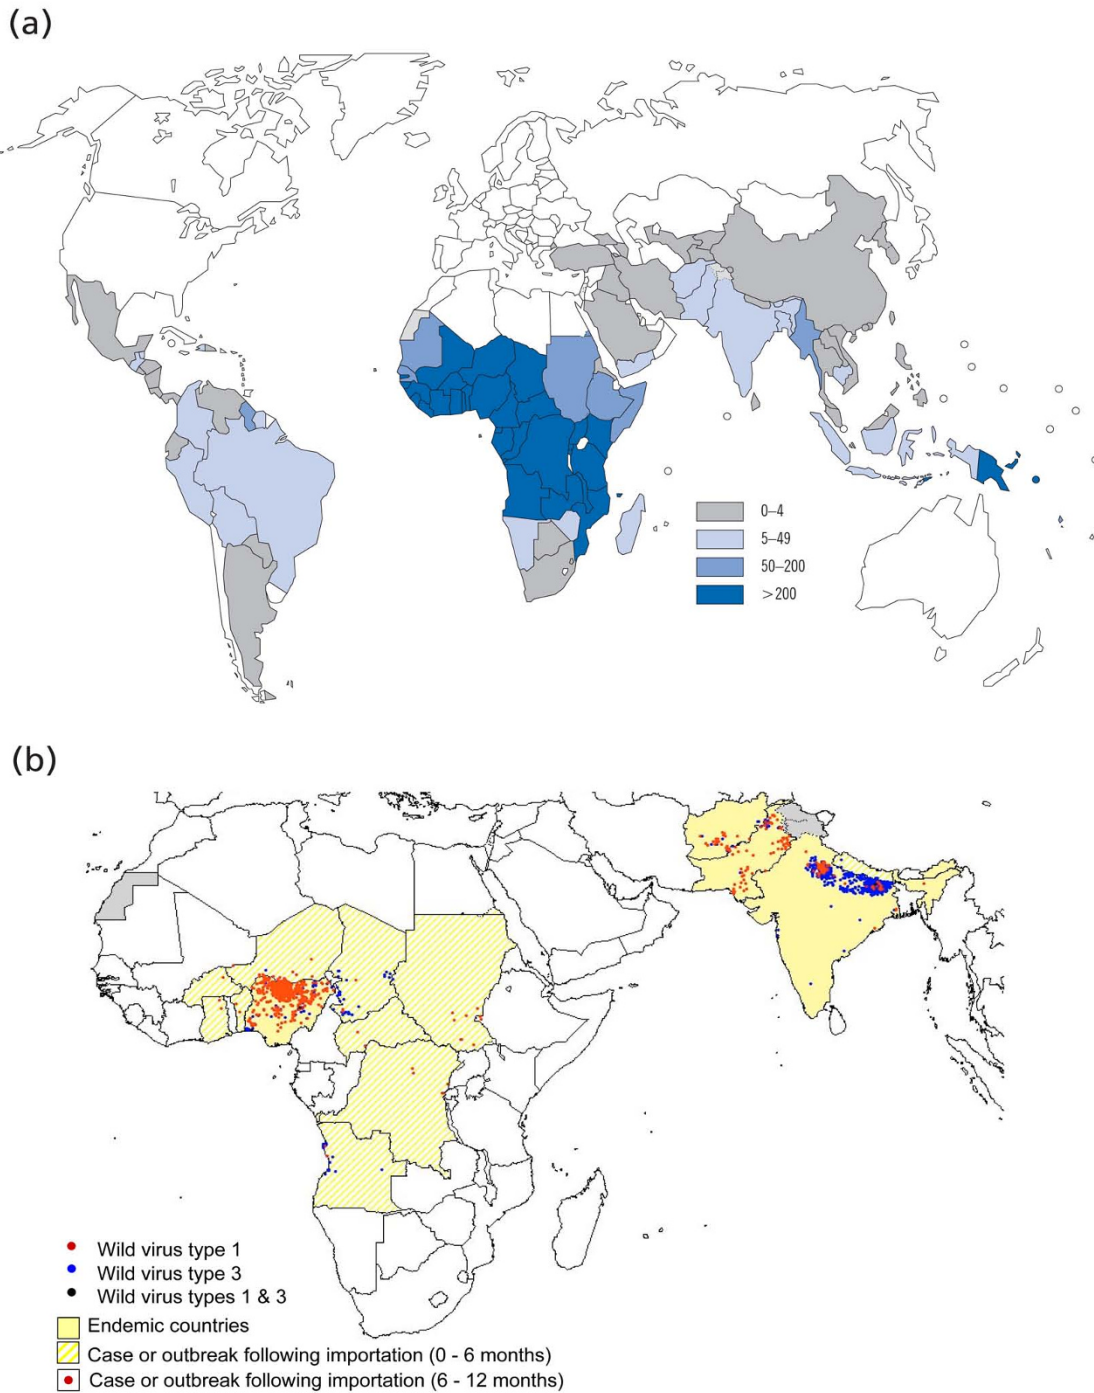 (a)
0–4
5–49
50–200
>200
(b)
Wild virus type 1
Wild virus type 3
Wild virus types 1 & 3
Endemic countries
Case or outbreak following importation (0 - 6 months)
Case or outbreak following importation (6 - 12 months)